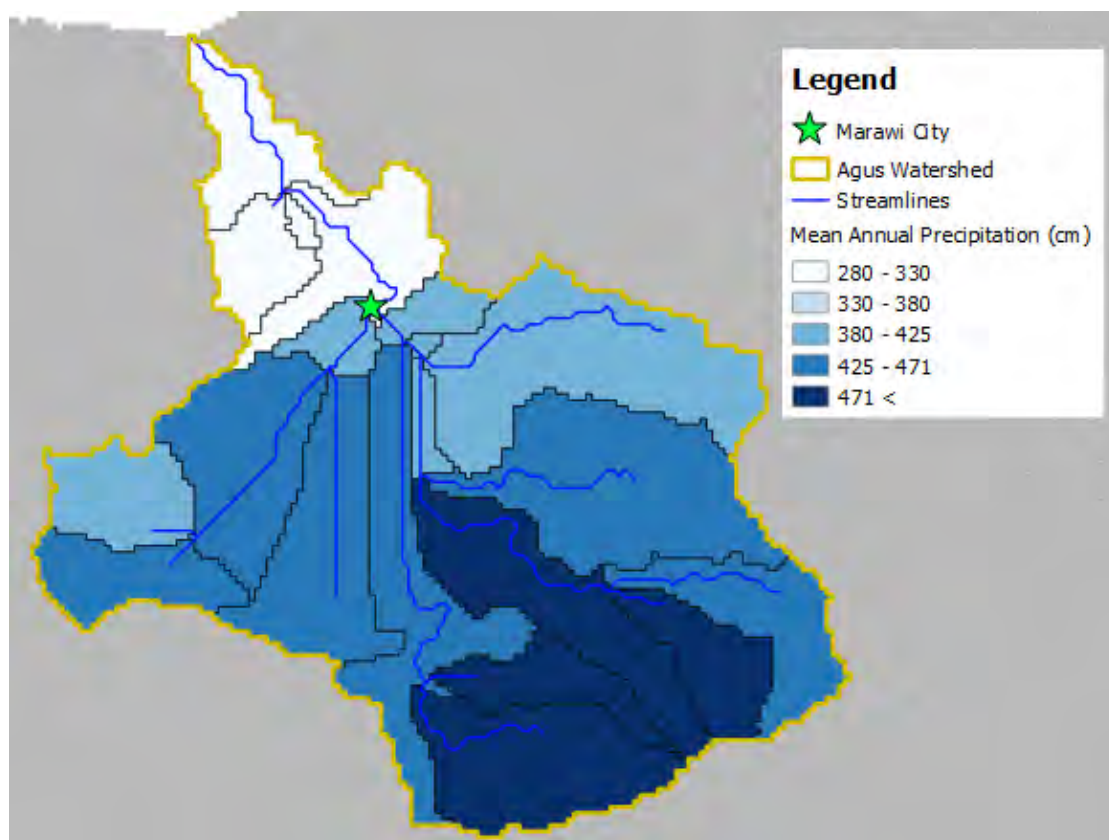 Legend
Marawi City
Agus Watershed
Streamlines
Mean Annual Precipitation (cm)
280 - 330
330 - 380
380 - 425
425 - 471
471 <